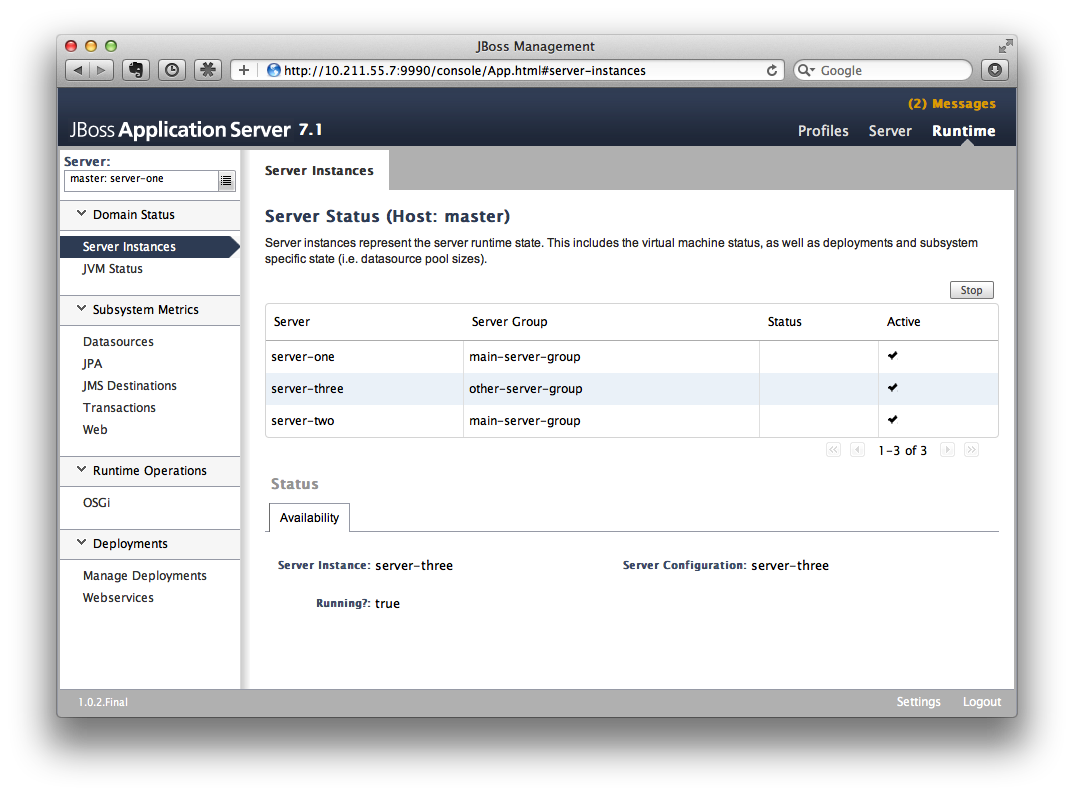 JBoss Management
http://10.211.55.7:9990/console/App.html#server-instances
Google
(2) Messages
JBoss Application Server 7.1
Profiles Server Runtime
Server:
master: server-one
Domain Status
Server Instances
JVM Status
Subsystem Metrics
Datasources
JPA
JMS Destinations
Transactions
Web
Runtime Operations
OSGi
Deployments
Manage Deployments
Webservices
Server Instances
Server Status (Host: master)
Server instances represent the server runtime state. This includes the virtual machine status, as well as deployments and subsystem
specific state (i.e. datasource pool sizes).
Stop
Server Server Group Status Active
server-one main-server-group
server-three other-server-group
server-two main-server-group
1-3 of 3
Status
Availability
Server Instance: server-three Server Configuration: server-three
Running?: true
1.0.2.Final
Settings Logout